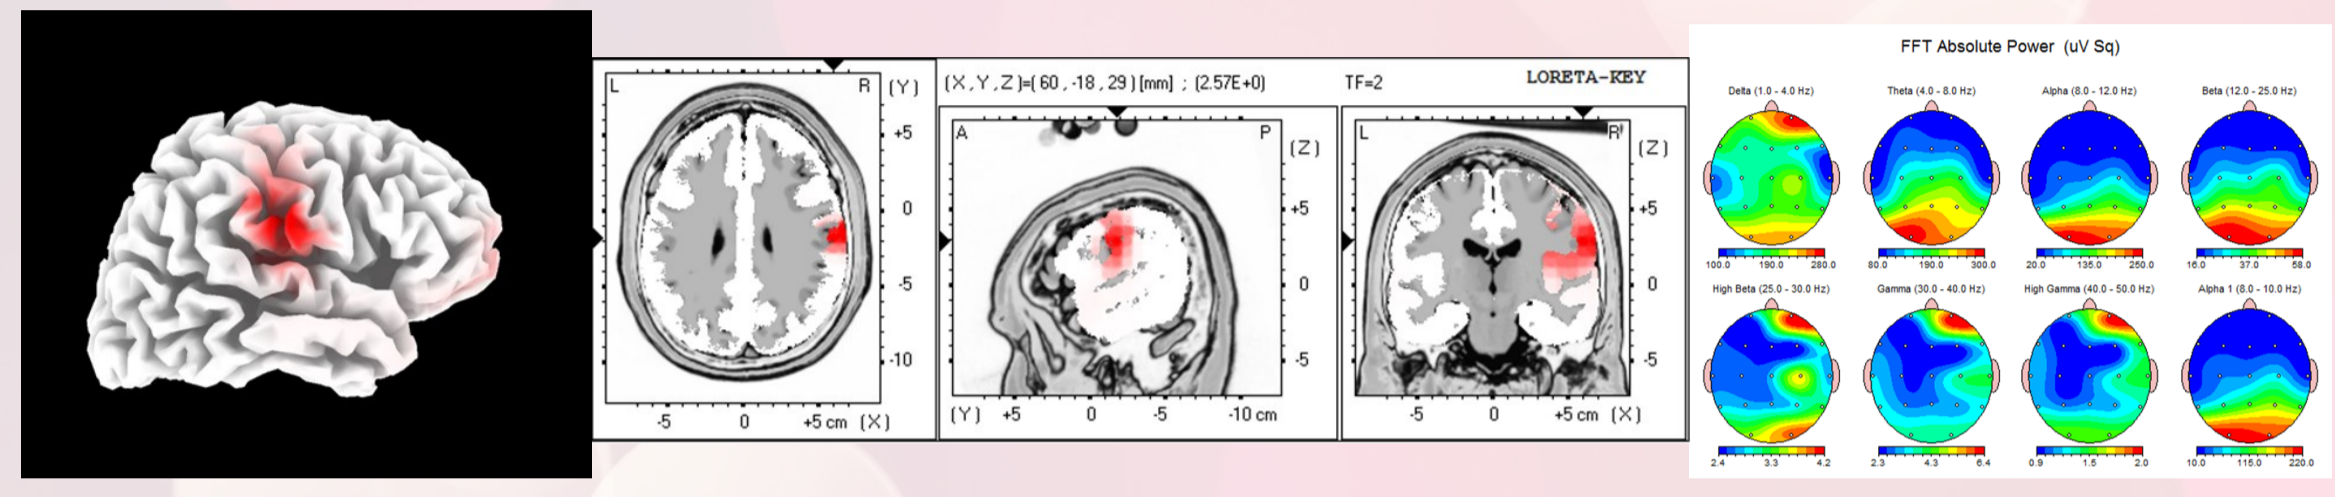 L
R
(Y)
+5
0
-5
-10
-5
0
+5 cm
(X)
(X,Y,Z)=(60,-18,29)[mm] ; (2.57E+0)
TF=2
LORETA-KEY
A
P
(Z)
+5
0
-5
(Y)
+5
0
-5
-10 cm
L
R
(Z)
+5
0
-5
-5
0
+5 cm
(X)
FFT Absolute Power (uV Sq)
Delta (1.0 - 4.0 Hz)
100.0 190.0 280.0
Theta (4.0 - 8.0 Hz)
80.0 190.0 300.0
Alpha (8.0 - 12.0 Hz)
20.0 135.0 250.0
Beta (12.0 - 25.0 Hz)
16.0 37.0 58.0
High Beta (25.0 - 30.0 Hz)
2.4 3.3 4.2
Gamma (30.0 - 40.0 Hz)
2.3 4.3 6.4
High Gamma (40.0 - 50.0 Hz)
0.9 1.5 2.0
Alpha 1 (8.0 - 10.0 Hz)
10.0 115.0 220.0